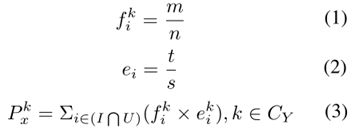 f_i^k = m/n (1)
e_i = t/s (2)
P_x^k = Σ_{i∈(I⋂U)}(f_i^k × e_i^k), k ∈ C_Y (3)